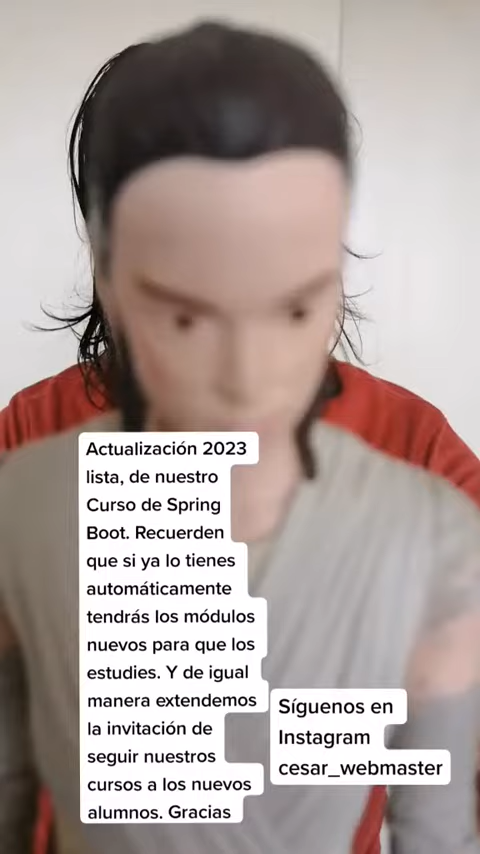 Actualización 2023
lista, de nuestro
Curso de Spring
Boot. Recuerden
que si ya lo tienes
automáticamente
tendrás los módulos
nuevos para que los
estudies. Y de igual
manera extendemos
la invitación de
seguir nuestros
cursos a los nuevos
alumnos. Gracias
Síguenos en
Instagram
cesar_webmaster